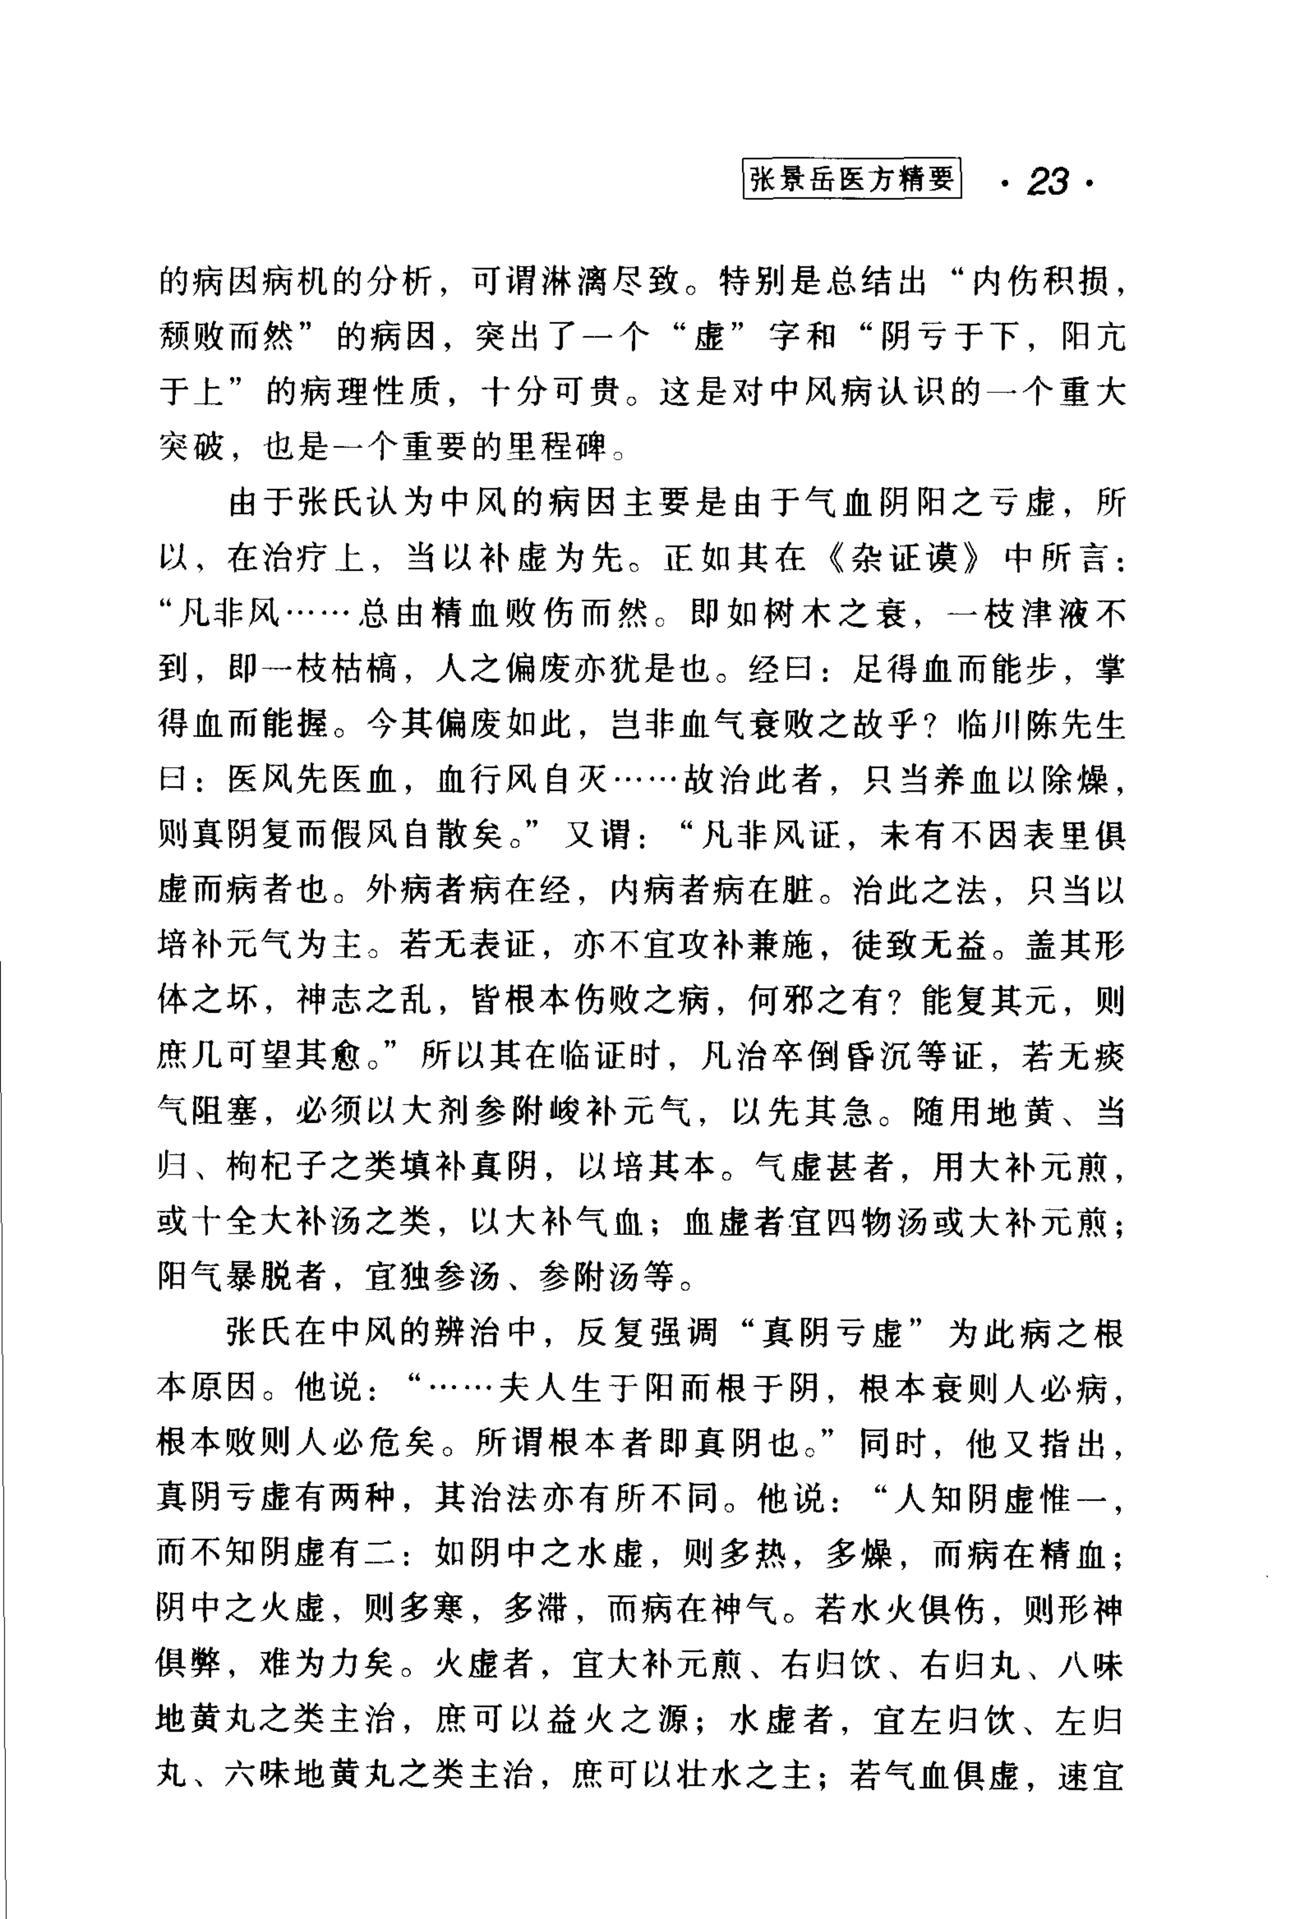 张景岳医方精要 ·23·
的病因病机的分析，可谓淋漓尽致。特别是总结出“内伤积损，
颓败而然”的病因，突出了一个“虚”字和“阴亏于下，阳亢
于上”的病理性质，十分可贵。这是对中风病认识的一个重大
突破，也是一个重要的里程碑。
由于张氏认为中风的病因主要是由于气血阴阳之亏虚，所
以，在治疗上，当以补虚为先。正如其在《杂证谟》中所言：
“凡非风……总由精血败伤而然。即如树木之衰，一枝津液不
到，即一枝枯槁，人之偏废亦犹是也。经曰：足得血而能步，掌
得血而能握。今其偏废如此，岂非血气衰败之故乎？临川陈先生
曰：医风先医血，血行风自灭……故治此者，只当养血以除燥，
则真阴复而假风自散矣。”又谓：“凡非风证，未有不因表里俱
虚而病者也。外病者病在经，内病者病在脏。治此之法，只当以
培补元气为主。若无表证，亦不宜攻补兼施，徒致无益。盖其形
体之坏，神志之乱，皆根本伤败之病，何邪之有？能复其元，则
庶几可望其愈。”所以其在临证时，凡治卒倒昏沉等证，若无痰
气阻塞，必须以大剂参附峻补元气，以先其急。随用地黄、当
归、枸杞子之类填补真阴，以培其本。气虚甚者，用大补元煎，
或十全大补汤之类，以大补气血；血虚者宜四物汤或大补元煎；
阳气暴脱者，宜独参汤、参附汤等。
张氏在中风的辨治中，反复强调“真阴亏虚”为此病之根
本原因。他说：“……夫人生于阳而根于阴，根本衰则人必病，
根本败则人必危矣。所谓根本者即真阴也。”同时，他又指出，
真阴亏虚有两种，其治法亦有所不同。他说：“人知阴虚惟一，
而不知阴虚有二：如阴中之水虚，则多热，多燥，而病在精血；
阴中之火虚，则多寒，多滞，而病在神气。若水火俱伤，则形神
俱弊，难为力矣。火虚者，宜大补元煎、右归饮、右归丸、八味
地黄丸之类主治，庶可以益火之源；水虚者，宜左归饮、左归
丸、六味地黄丸之类主治，庶可以壮水之主；若气血俱虚，速宜